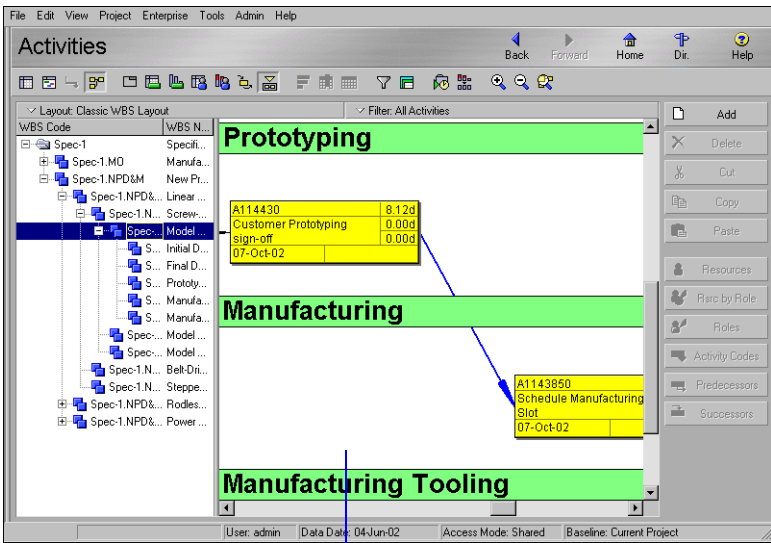 File Edit View Project Enterprise Tools Admin Help
Activities
Back Forward Home Dir. Help
Layout: Classic WBS Layout
Filter: All Activities
WBS Code WBS N...
Spec-1 Specifi...
Spec-1.MO Manufa...
Spec-1.NPD&M New Pr...
Spec-1.NPD&... Linear ...
Spec-1.N... Screw-...
Spec-... Model ...
S... Initial D...
S... Final D...
S... Prototy...
S... Manufa...
S... Manufa...
Spec-... Model ...
Spec-... Model ...
Spec-1.N... Belt-Dri...
Spec-1.N... Steppe...
Spec-1.NPD&... Rodles...
Spec-1.NPD&... Power ...
Prototyping
A114430 8.12d
Customer Prototyping 0.00d
sign-off 0.00d
07-Oct-02
Manufacturing
A1143850
Schedule Manufacturing
Slot
07-Oct-02
Manufacturing Tooling
Add
Delete
Cut
Copy
Paste
Resources
Rsrc by Role
Roles
Activity Codes
Predecessors
Successors
User: admin Data Date: 04-Jun-02 Access Mode: Shared Baseline: Current Project